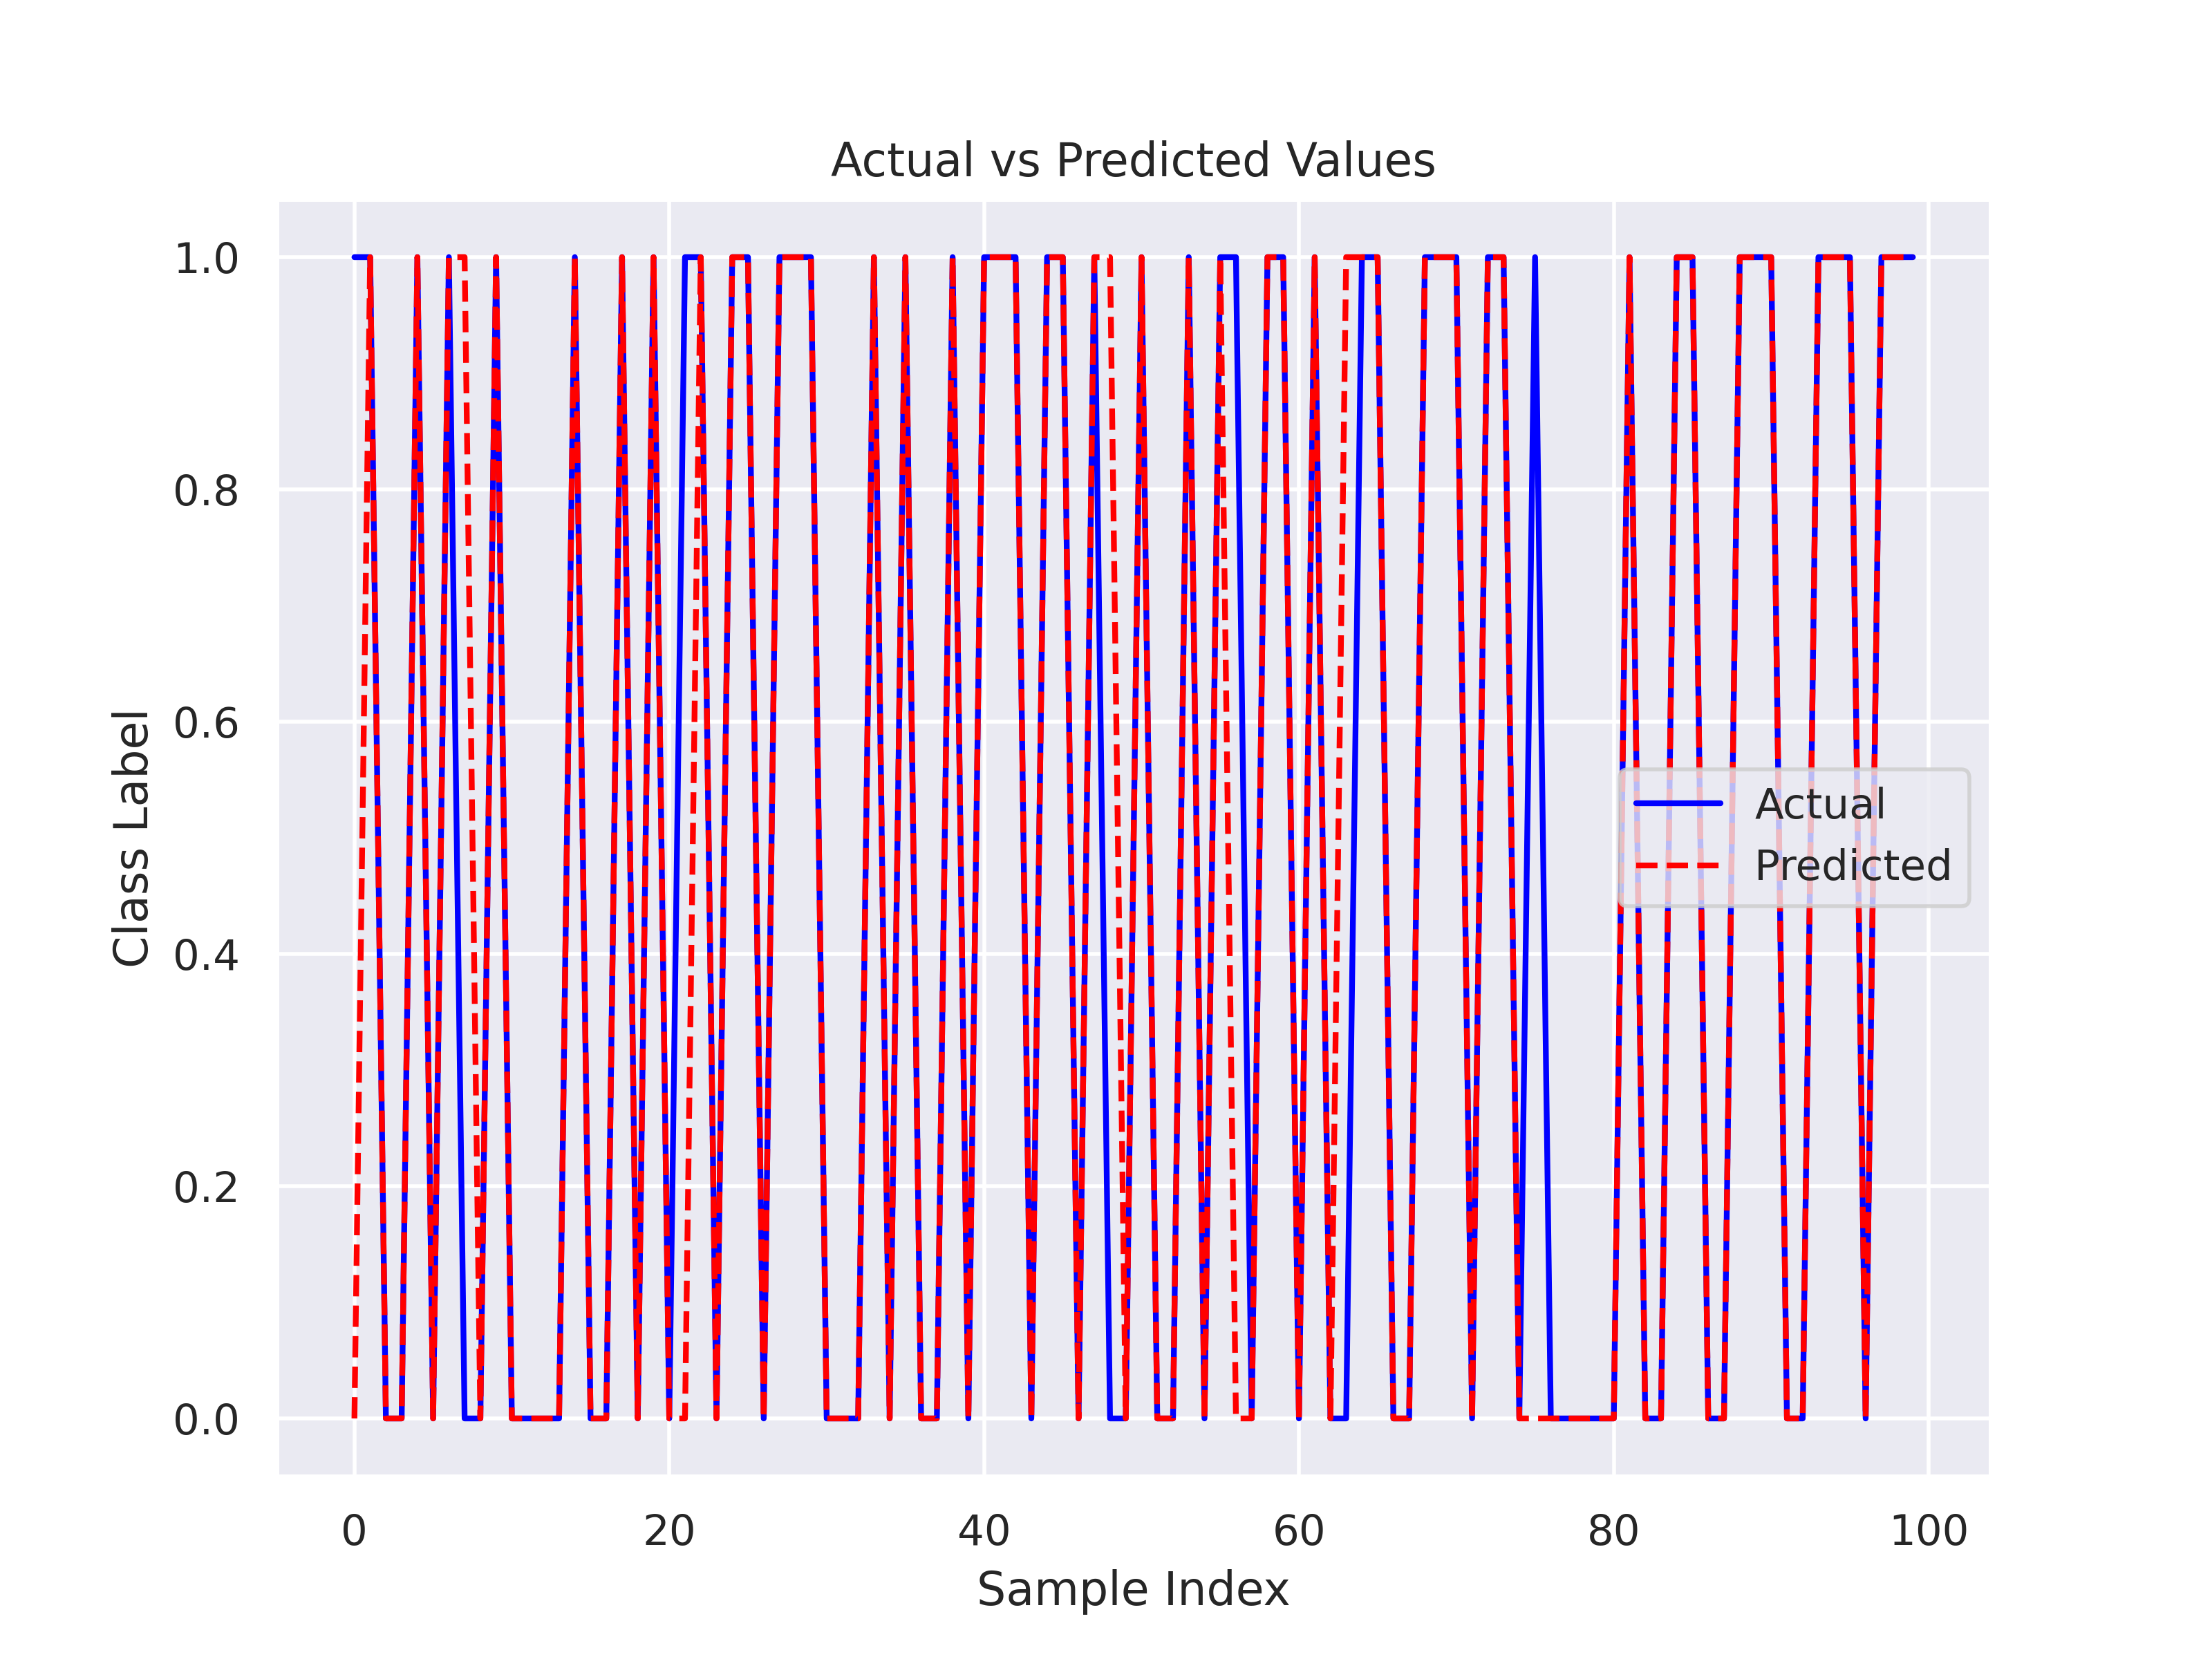 Actual vs Predicted Values
1.0
0.8
0.6
0.4
0.2
0.0
Class Label
Actual
Predicted
0 20 40 60 80 100
Sample Index